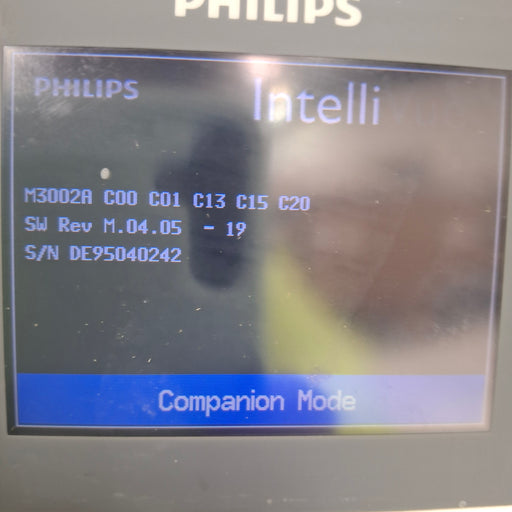 PHILIPS
PHILIPS
Intelli
M3002A C00 C01 C13 C15 C20
SW Rev M.04.05 - 19
S/N DE95040242
Companion Mode